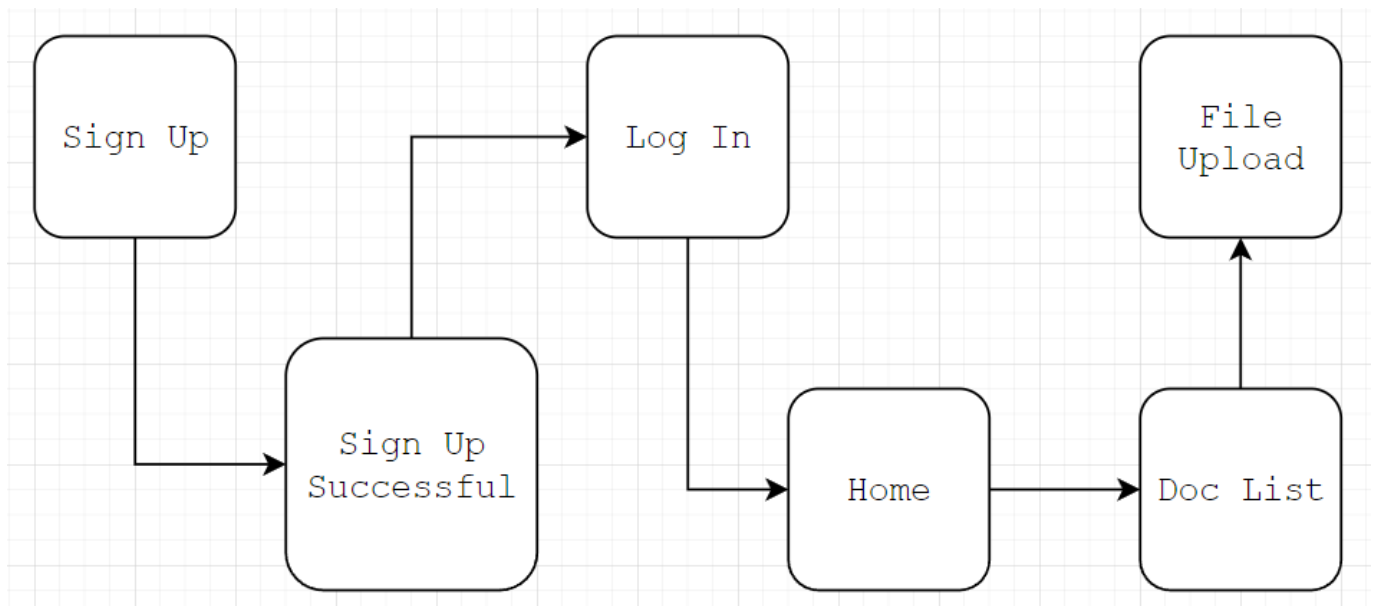 Sign Up
Log In
File
Upload
Sign Up
Successful
Home
Doc List